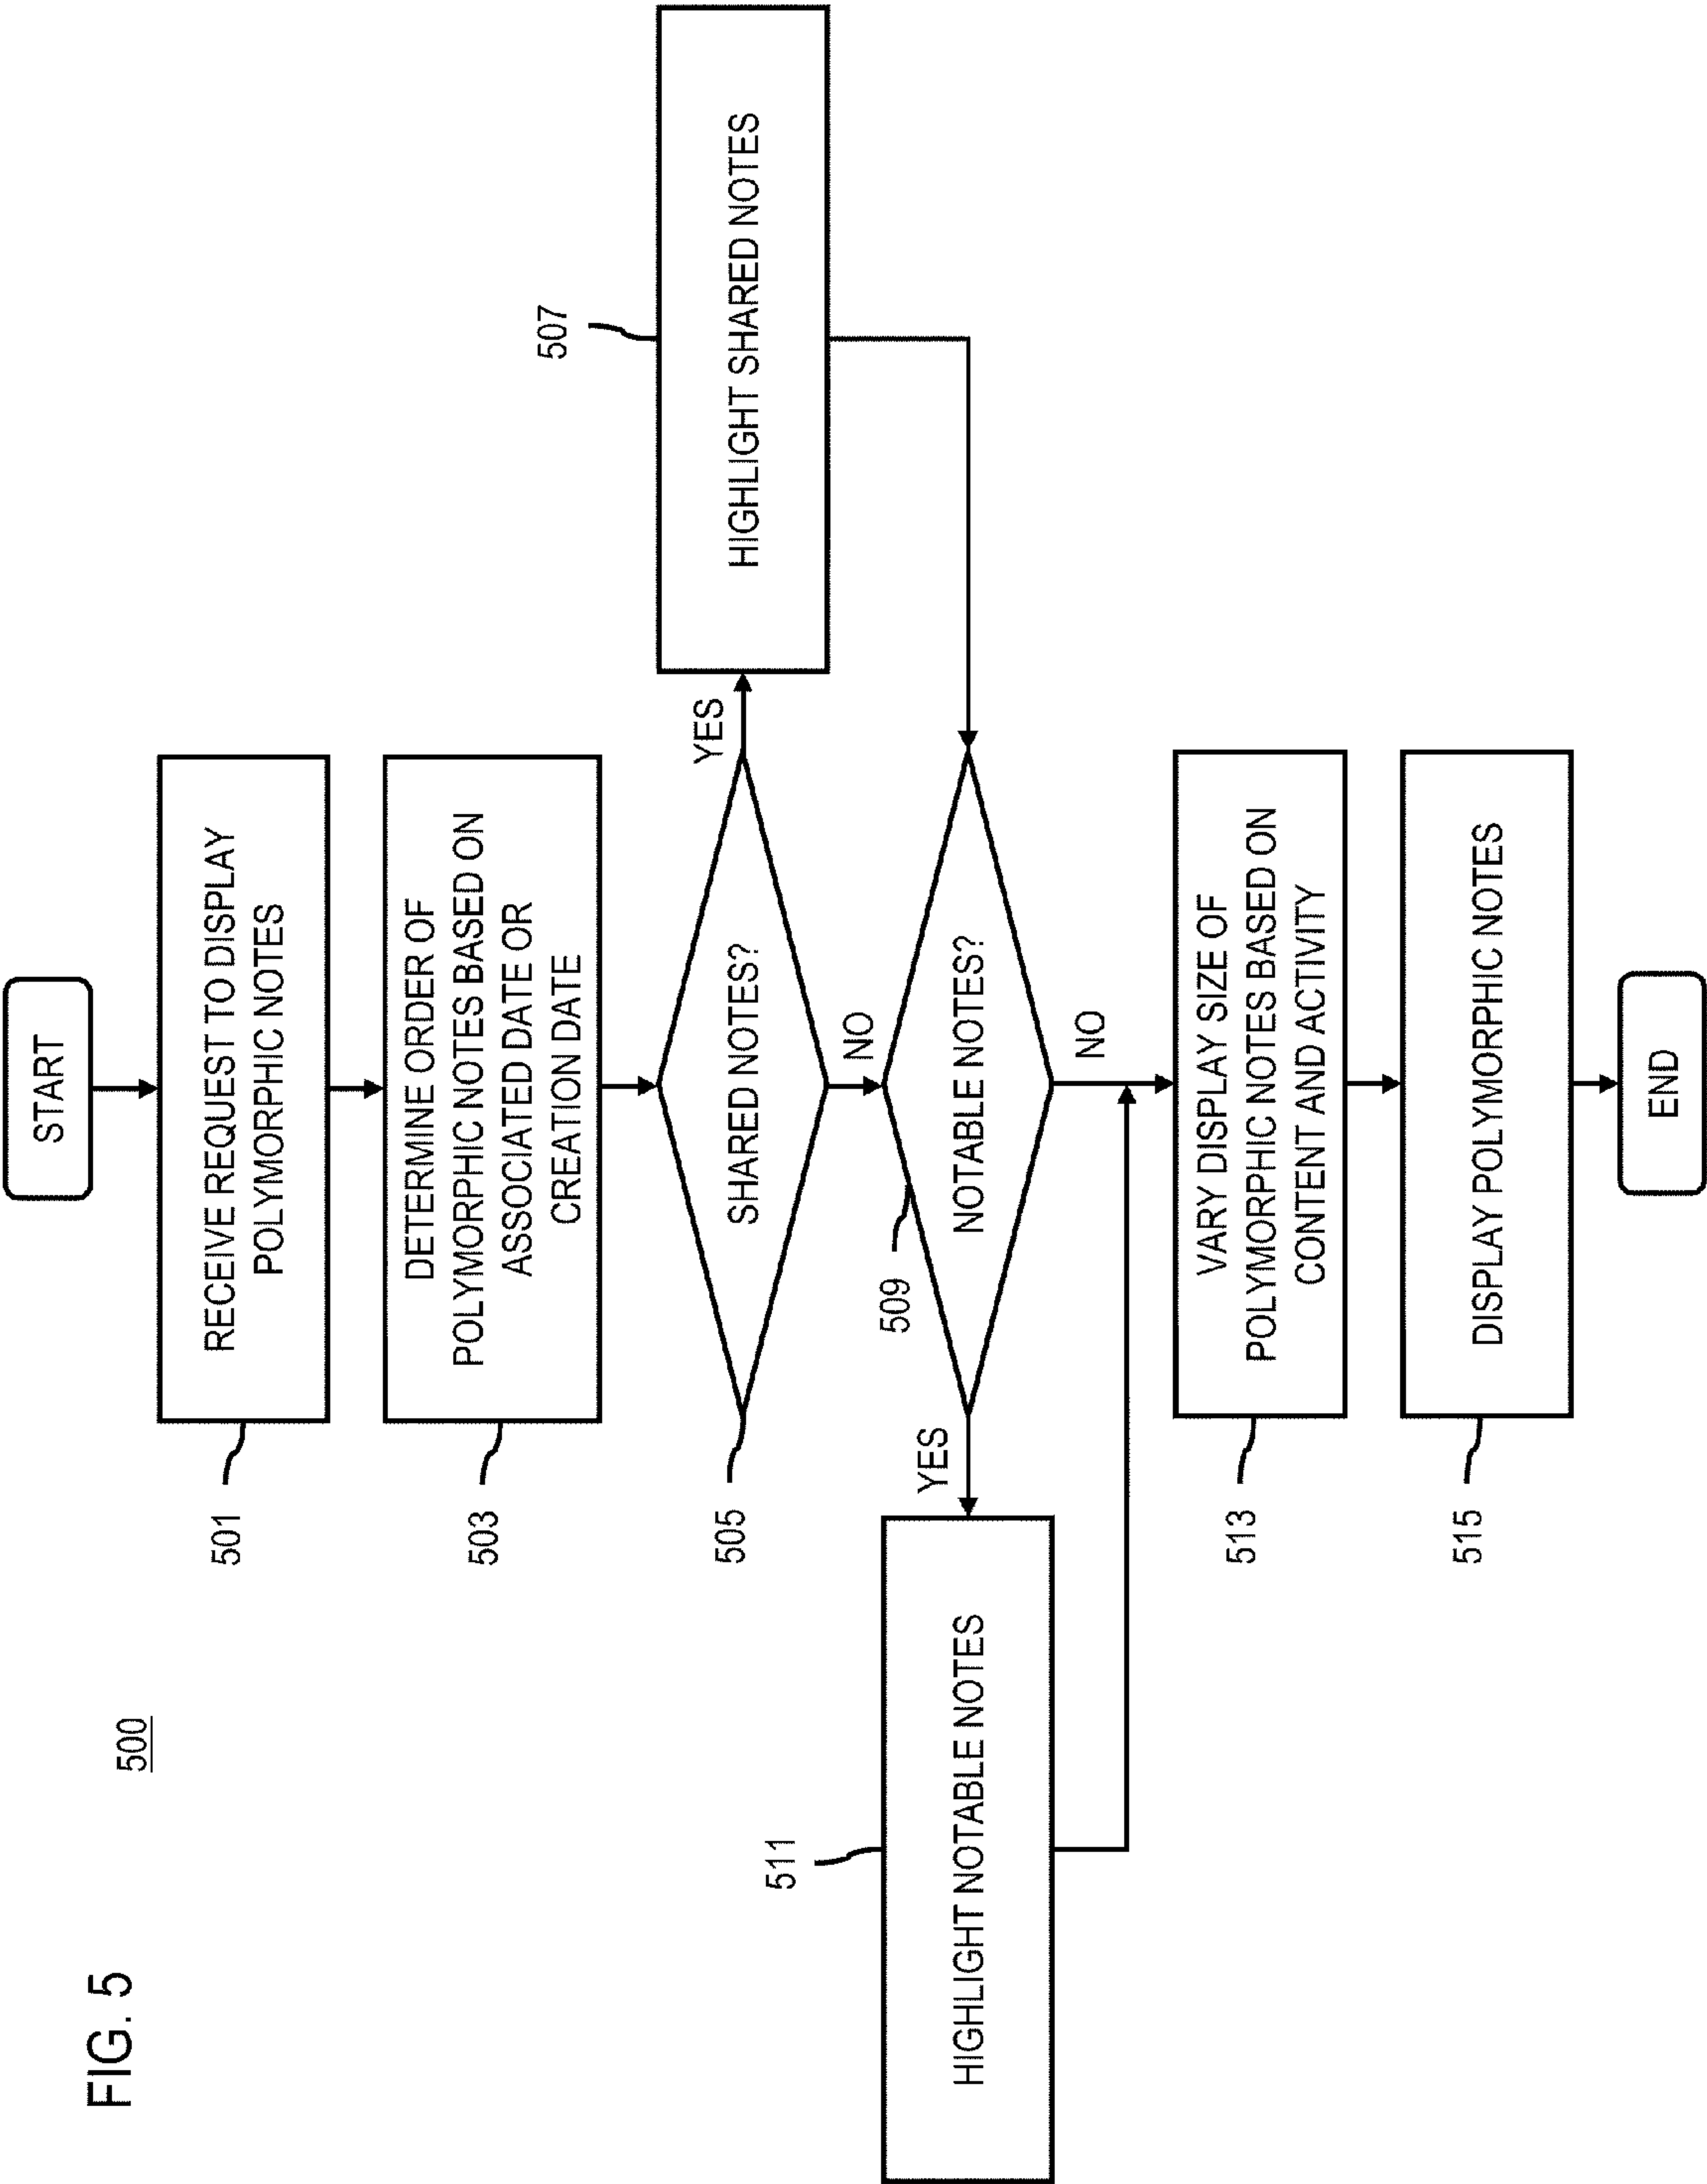 FIG. 5
500
START
RECEIVE REQUEST TO DISPLAY
POLYMORPHIC NOTES
501
DETERMINE ORDER OF
POLYMORPHIC NOTES BASED ON
ASSOCIATED DATE OR
CREATION DATE
503
SHARED NOTES?
505
YES
507
HIGHLIGHT SHARED NOTES
NO
NOTABLE NOTES?
509
YES
511
HIGHLIGHT NOTABLE NOTES
NO
VARY DISPLAY SIZE OF
POLYMORPHIC NOTES BASED ON
CONTENT AND ACTIVITY
513
DISPLAY POLYMORPHIC NOTES
515
END